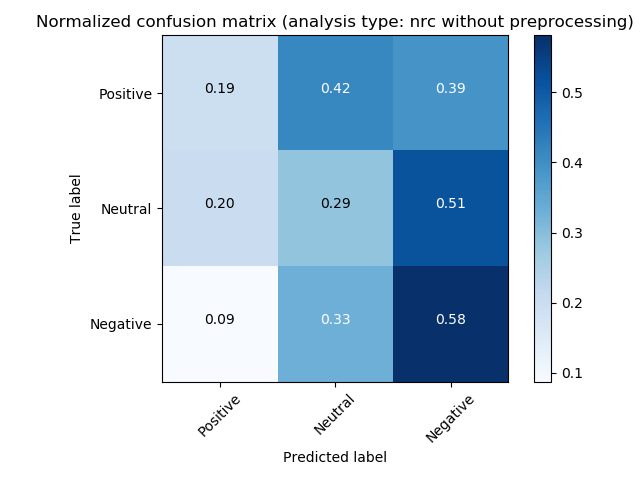 Normalized confusion matrix (analysis type: nrc without preprocessing)
Positive 0.19 0.42 0.39
Neutral 0.20 0.29 0.51
Negative 0.09 0.33 0.58
True label
Positive Neutral Negative
Predicted label
0.5
0.4
0.3
0.2
0.1